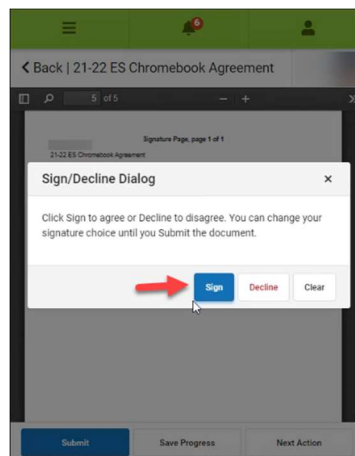 6
Back | 21-22 ES Chromebook Agreement
5 of 5
Signature Page, page 1 of 1
21-22 ES Chromebook Agreement
Sign/Decline Dialog
Click Sign to agree or Decline to disagree. You can change your
signature choice until you Submit the document.
Sign Decline Clear
Submit Save Progress Next Action